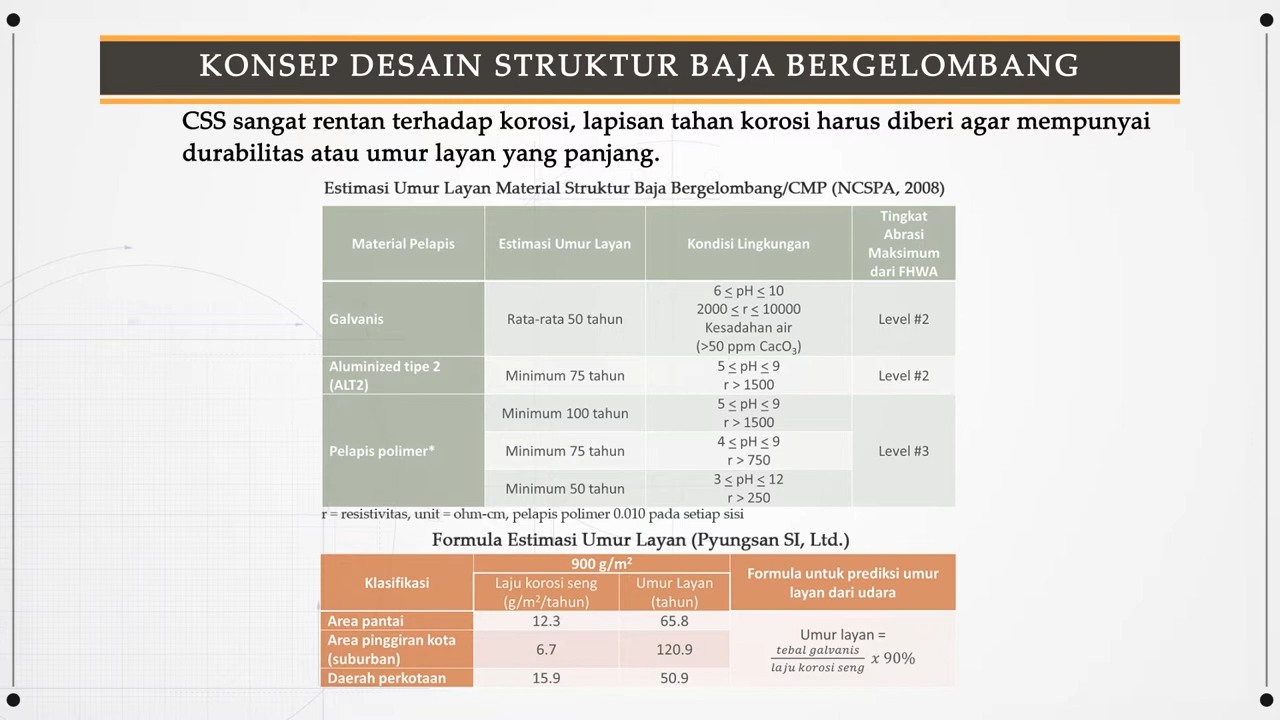 KONSEP DESAIN STRUKTUR BAJA BERGELOMBANG
CSS sangat rentan terhadap korosi, lapisan tahan korosi harus diberi agar mempunyai
durabilitas atau umur layan yang panjang.
Estimasi Umur Layan Material Struktur Baja Bergelombang/CMP (NCSPA, 2008)
Material Pelapis
Estimasi Umur Layan
Kondisi Lingkungan
Tingkat
Abrasi
Maksimum
dari FHWA
Galvanis
Rata-rata 50 tahun
6 ≤ pH ≤ 10
2000 ≤ r ≤ 10000
Kesadahan air
(>50 ppm CacO₃)
Level #2
Aluminized tipe 2
(ALT2)
Minimum 75 tahun
5 ≤ pH ≤ 9
r > 1500
Level #2
Pelapis polimer*
Minimum 100 tahun
5 ≤ pH ≤ 9
r > 1500
Minimum 75 tahun
4 ≤ pH ≤ 9
r > 750
Minimum 50 tahun
3 ≤ pH ≤ 12
r > 250
Level #3
r = resistivitas, unit = ohm-cm, pelapis polimer 0.010 pada setiap sisi
Formula Estimasi Umur Layan (Pyungsan SI, Ltd.)
Klasifikasi
900 g/m²
Laju korosi seng
(g/m²/tahun)
Umur Layan
(tahun)
Formula untuk prediksi umur
layan dari udara
Area pantai
12.3
65.8
Area pinggiran kota
(suburban)
6.7
120.9
Daerah perkotaan
15.9
50.9
Umur layan =
tebal galvanis
laju korosi seng
x 90%